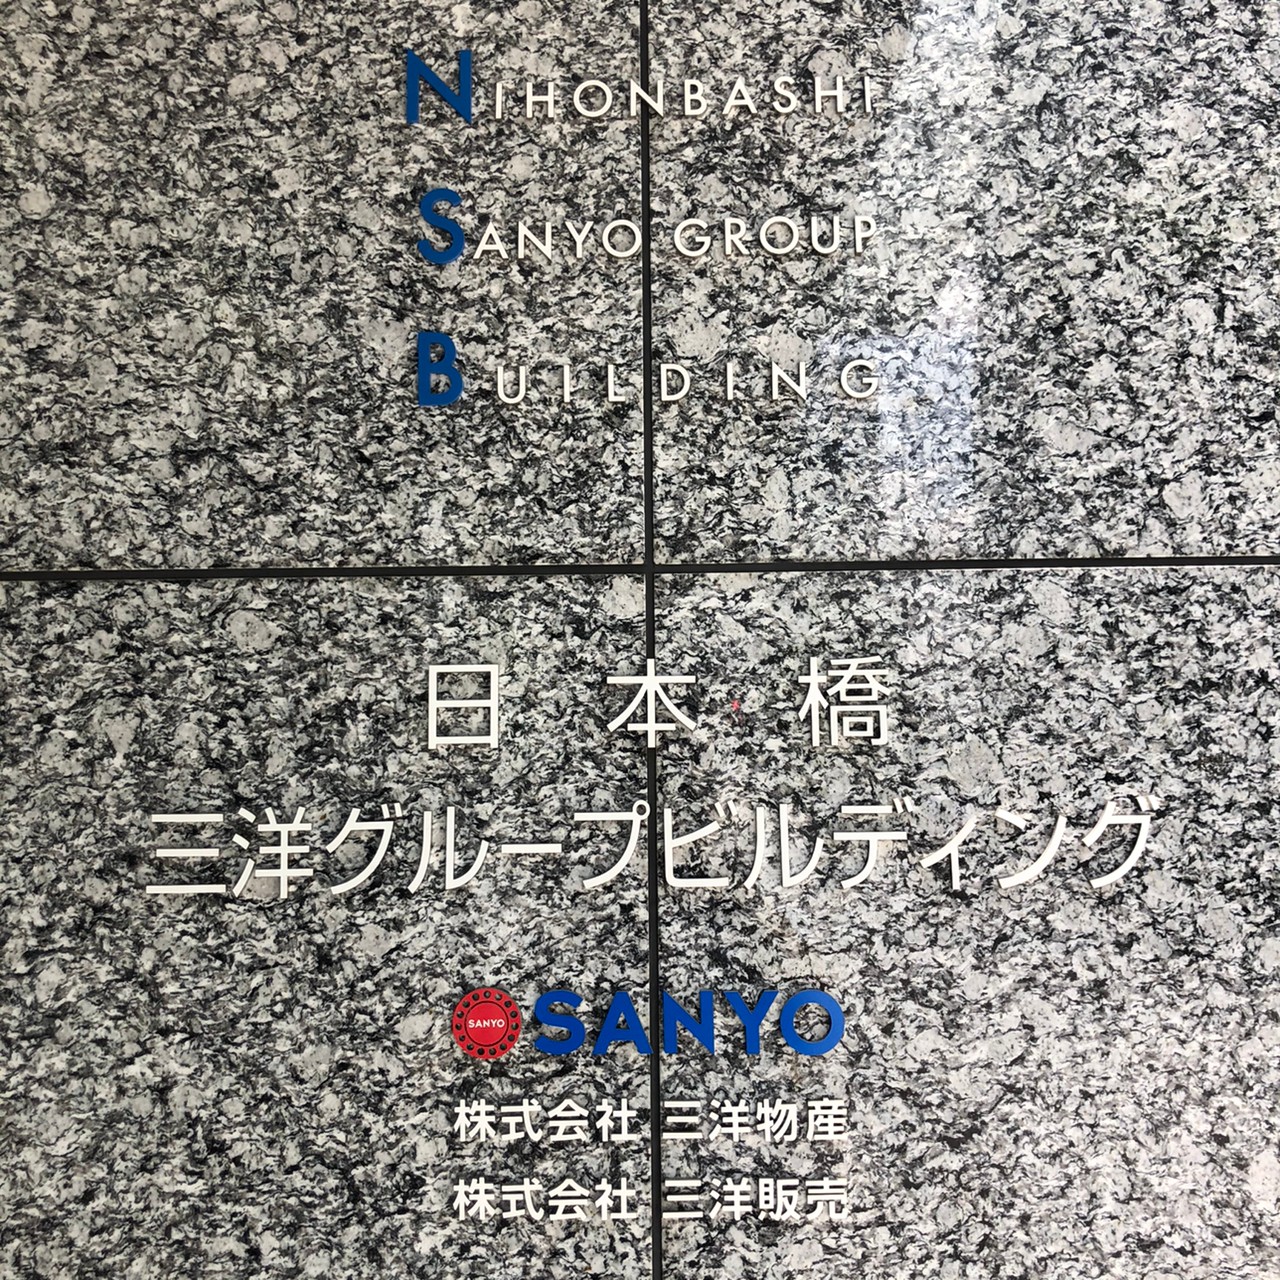 NIHONBASHI
SANYO GROUP
BUILDING
日本橋
三洋グループビルディング
SANYO SANYO
株式会社 三洋物産
株式会社 三洋販売